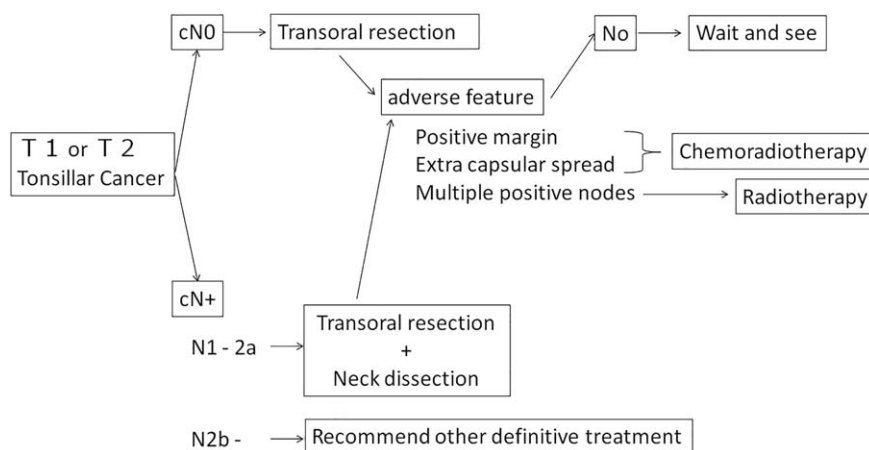 cN0
Transoral resection
No
Wait and see
adverse feature
T 1 or T 2
Tonsillar Cancer
Positive margin
Extra capsular spread
Multiple positive nodes
Chemoradiotherapy
Radiotherapy
cN+
N1 - 2a
Transoral resection
+
Neck dissection
N2b -
Recommend other definitive treatment